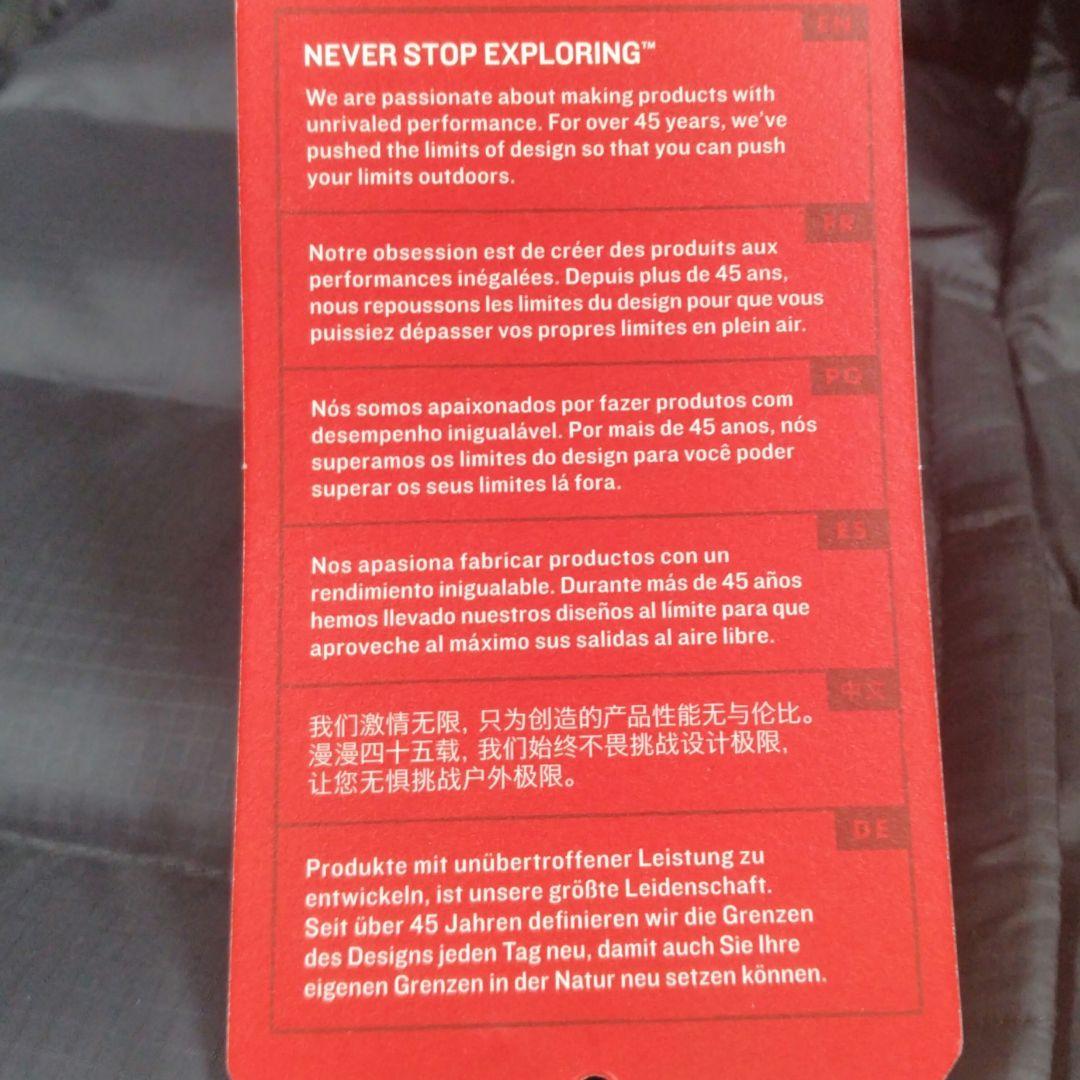 EN
NEVER STOP EXPLORING™
We are passionate about making products with
unrivaled performance. For over 45 years, we've
pushed the limits of design so that you can push
your limits outdoors.
FR
Notre obsession est de créer des produits aux
performances inégalées. Depuis plus de 45 ans,
nous repoussons les limites du design pour que vous
puissiez dépasser vos propres limites en plein air.
PG
Nós somos apaixonados por fazer produtos com
desempenho inigualável. Por mais de 45 anos, nós
superamos os limites do design para você poder
superar os seus limites lá fora.
ES
Nos apasiona fabricar productos con un
rendimiento inigualable. Durante más de 45 años
hemos llevado nuestros diseños al límite para que
aproveche al máximo sus salidas al aire libre.
中文
我们激情无限, 只为创造的产品性能无与伦比。
漫漫四十五载, 我们始终不畏挑战设计极限,
让您无惧挑战户外极限。
DE
Produkte mit unübertroffener Leistung zu
entwickeln, ist unsere größte Leidenschaft.
Seit über 45 Jahren definieren wir die Grenzen
des Designs jeden Tag neu, damit auch Sie Ihre
eigenen Grenzen in der Natur neu setzen können.